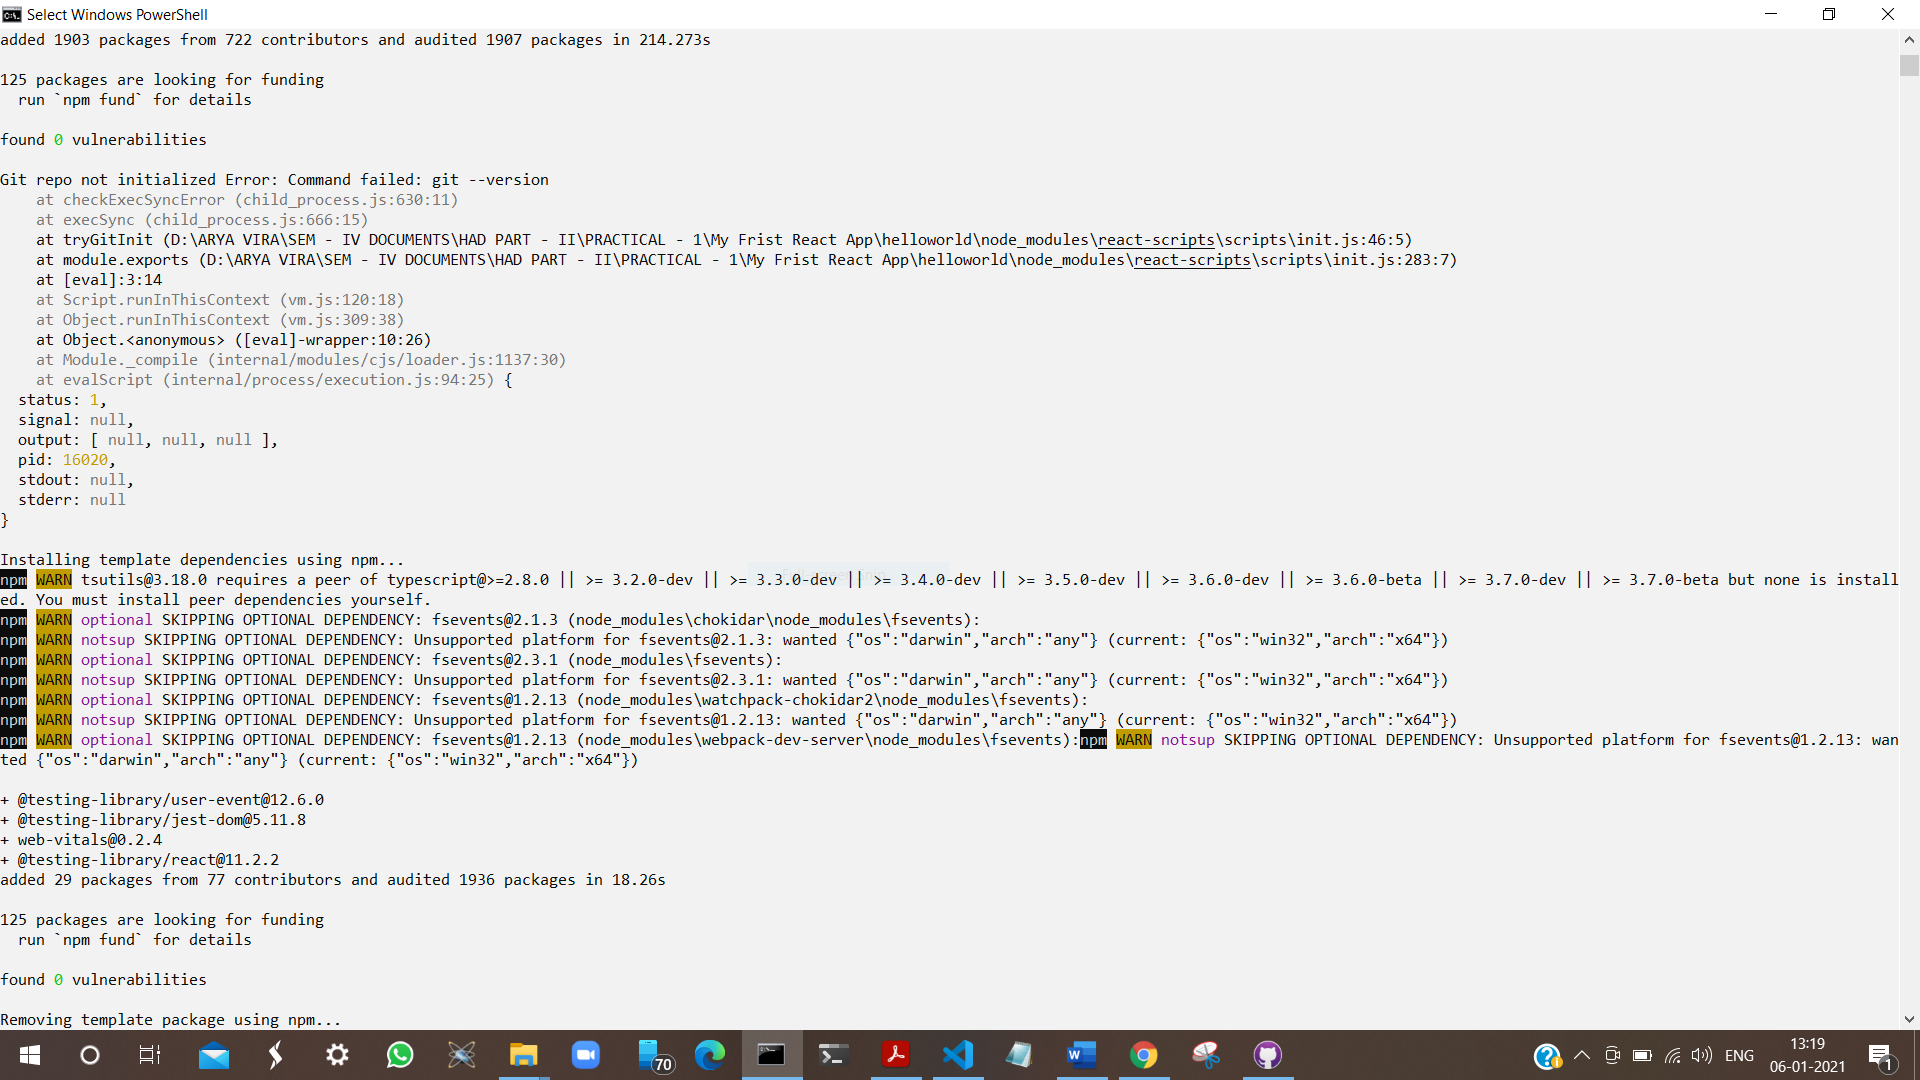 Select Windows PowerShell
added 1903 packages from 722 contributors and audited 1907 packages in 214.273s
125 packages are looking for funding
  run `npm fund` for details
found 0 vulnerabilities
Git repo not initialized Error: Command failed: git --version
    at checkExecSyncError (child_process.js:630:11)
    at execSync (child_process.js:666:15)
    at tryGitInit (D:\ARYA VIRA\SEM - IV DOCUMENTS\HAD PART - II\PRACTICAL - 1\My Frist React App\helloworld\node_modules\react-scripts\scripts\init.js:46:5)
    at module.exports (D:\ARYA VIRA\SEM - IV DOCUMENTS\HAD PART - II\PRACTICAL - 1\My Frist React App\helloworld\node_modules\react-scripts\scripts\init.js:283:7)
    at [eval]:3:14
    at Script.runInThisContext (vm.js:120:18)
    at Object.runInThisContext (vm.js:309:38)
    at Object.<anonymous> ([eval]-wrapper:10:26)
    at Module._compile (internal/modules/cjs/loader.js:1137:30)
    at evalScript (internal/process/execution.js:94:25) {
  status: 1,
  signal: null,
  output: [ null, null, null ],
  pid: 16020,
  stdout: null,
  stderr: null
}
Installing template dependencies using npm...
npm WARN tsutils@3.18.0 requires a peer of typescript@>=2.8.0 || >= 3.2.0-dev || >= 3.3.0-dev || >= 3.4.0-dev || >= 3.5.0-dev || >= 3.6.0-dev || >= 3.6.0-beta || >= 3.7.0-dev || >= 3.7.0-beta but none is install
ed. You must install peer dependencies yourself.
npm WARN optional SKIPPING OPTIONAL DEPENDENCY: fsevents@2.1.3 (node_modules\chokidar\node_modules\fsevents):
npm WARN notsup SKIPPING OPTIONAL DEPENDENCY: Unsupported platform for fsevents@2.1.3: wanted {"os":"darwin","arch":"any"} (current: {"os":"win32","arch":"x64"})
npm WARN optional SKIPPING OPTIONAL DEPENDENCY: fsevents@2.3.1 (node_modules\fsevents):
npm WARN notsup SKIPPING OPTIONAL DEPENDENCY: Unsupported platform for fsevents@2.3.1: wanted {"os":"darwin","arch":"any"} (current: {"os":"win32","arch":"x64"})
npm WARN optional SKIPPING OPTIONAL DEPENDENCY: fsevents@1.2.13 (node_modules\watchpack-chokidar2\node_modules\fsevents):
npm WARN notsup SKIPPING OPTIONAL DEPENDENCY: Unsupported platform for fsevents@1.2.13: wanted {"os":"darwin","arch":"any"} (current: {"os":"win32","arch":"x64"})
npm WARN optional SKIPPING OPTIONAL DEPENDENCY: fsevents@1.2.13 (node_modules\webpack-dev-server\node_modules\fsevents):npm WARN notsup SKIPPING OPTIONAL DEPENDENCY: Unsupported platform for fsevents@1.2.13: wan
ted {"os":"darwin","arch":"any"} (current: {"os":"win32","arch":"x64"})
+ @testing-library/user-event@12.6.0
+ @testing-library/jest-dom@5.11.8
+ web-vitals@0.2.4
+ @testing-library/react@11.2.2
added 29 packages from 77 contributors and audited 1936 packages in 18.26s
125 packages are looking for funding
  run `npm fund` for details
found 0 vulnerabilities
Removing template package using npm...
70
ENG
13:19
06-01-2021
1